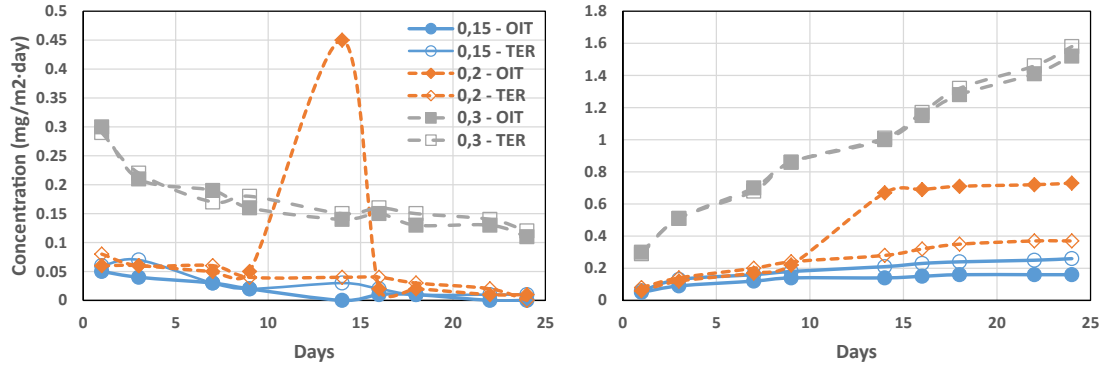 Concentration (mg/m2·day)
0.5
0.45
0.4
0.35
0.3
0.25
0.2
0.15
0.1
0.05
0
0 5 10 15 20 25
Days
0,15 - OIT
0,15 - TER
0,2 - OIT
0,2 - TER
0,3 - OIT
0,3 - TER
1.8
1.6
1.4
1.2
1
0.8
0.6
0.4
0.2
0
0 5 10 15 20 25
Days